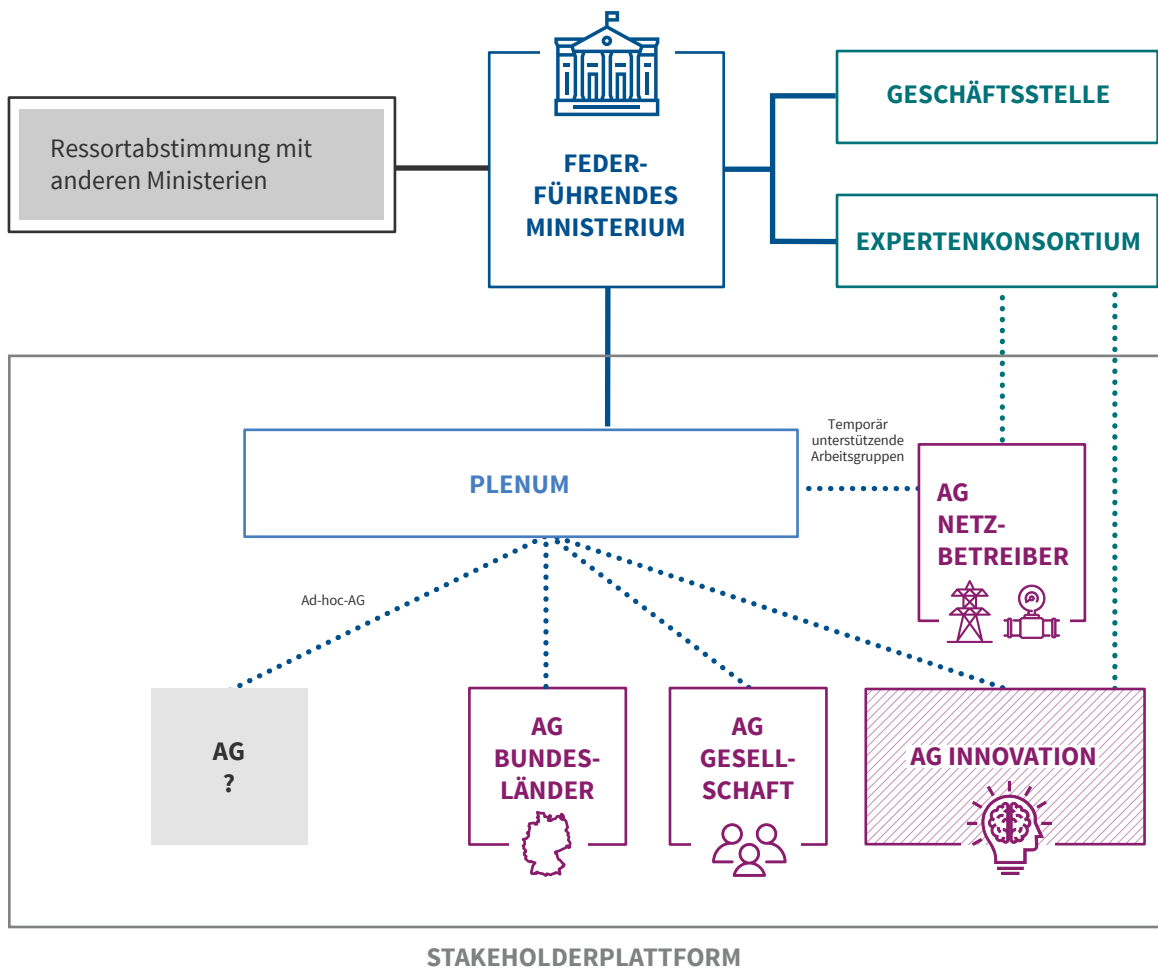 Ressortabstimmung mit
anderen Ministerien
FEDER-
FÜHRENDES
MINISTERIUM
GESCHÄFTSSTELLE
EXPERTENKONSORTIUM
PLENUM
Temporär
unterstützende
Arbeitsgruppen
AG
NETZ-
BETREIBER
Ad-hoc-AG
AG
?
AG
BUNDES-
LÄNDER
AG
GESELL-
SCHAFT
AG INNOVATION
STAKEHOLDERPLATTFORM